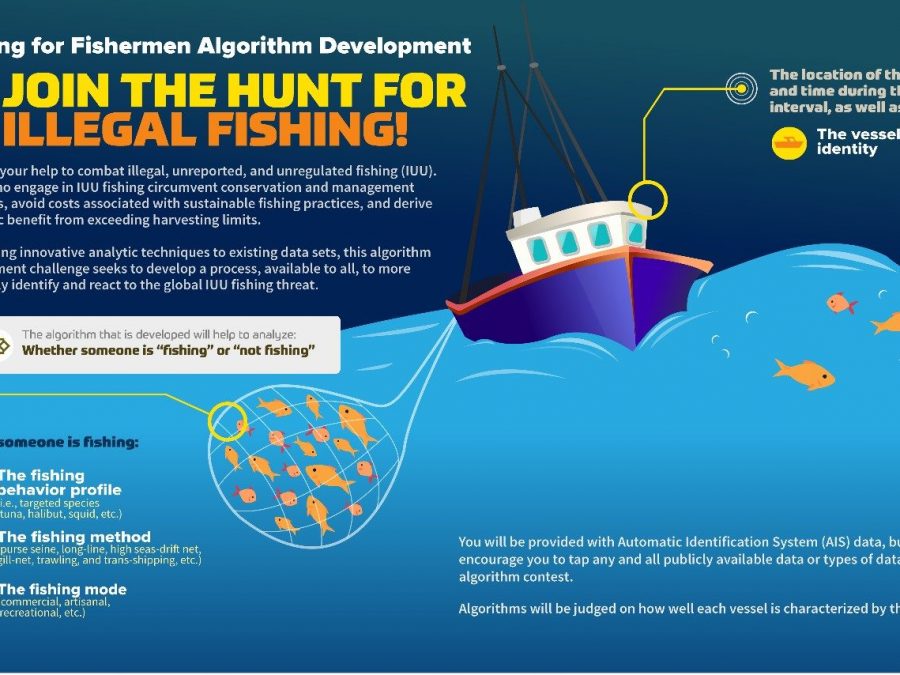 ng for Fishermen Algorithm Development
JOIN THE HUNT FOR
ILLEGAL FISHING!
your help to combat illegal, unreported, and unregulated fishing (IUU).
no engage in IUU fishing circumvent conservation and management
s, avoid costs associated with sustainable fishing practices, and derive
c benefit from exceeding harvesting limits.
ing innovative analytic techniques to existing data sets, this algorithm
ment challenge seeks to develop a process, available to all, to more
ly identify and react to the global IUU fishing threat.
The algorithm that is developed will help to analyze:
Whether someone is “fishing” or “not fishing”
someone is fishing:
The fishing
behavior profile
i.e., targeted species
tuna, halibut, squid, etc.)
The fishing method
purse seine, long-line, high seas-drift net,
gill-net, trawling, and trans-shipping, etc.)
The fishing mode
commercial, artisanal,
recreational, etc.)
The location of th
and time during th
interval, as well as
The vessel
identity
You will be provided with Automatic Identification System (AIS) data, bu
encourage you to tap any and all publicly available data or types of data
algorithm contest.
Algorithms will be judged on how well each vessel is characterized by th